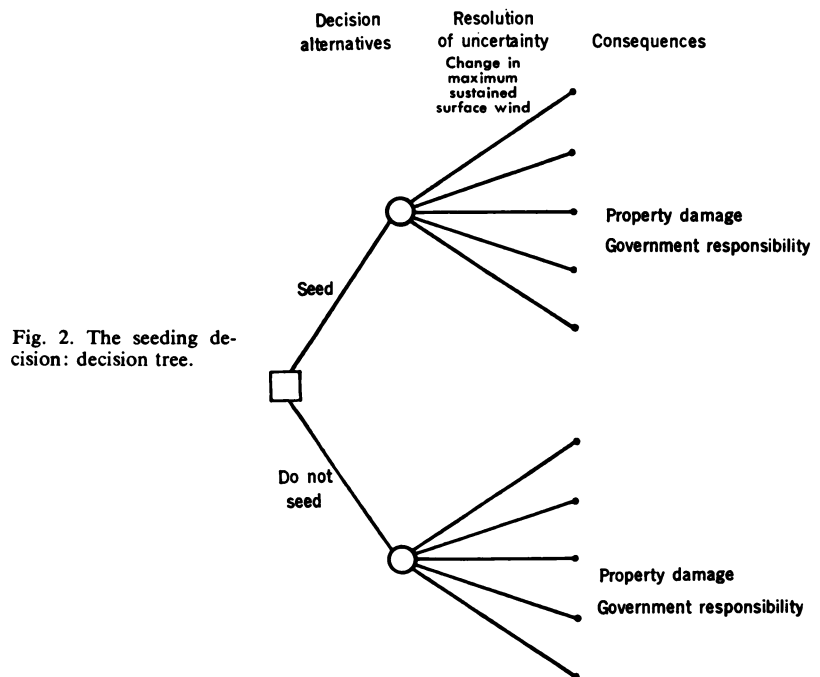 Decision
alternatives
Resolution
of uncertainty
Change in
maximum
sustained
surface wind
Consequences
Property damage
Government responsibility
Seed
Fig. 2. The seeding de-
cision: decision tree.
Do not
seed
Property damage
Government responsibility